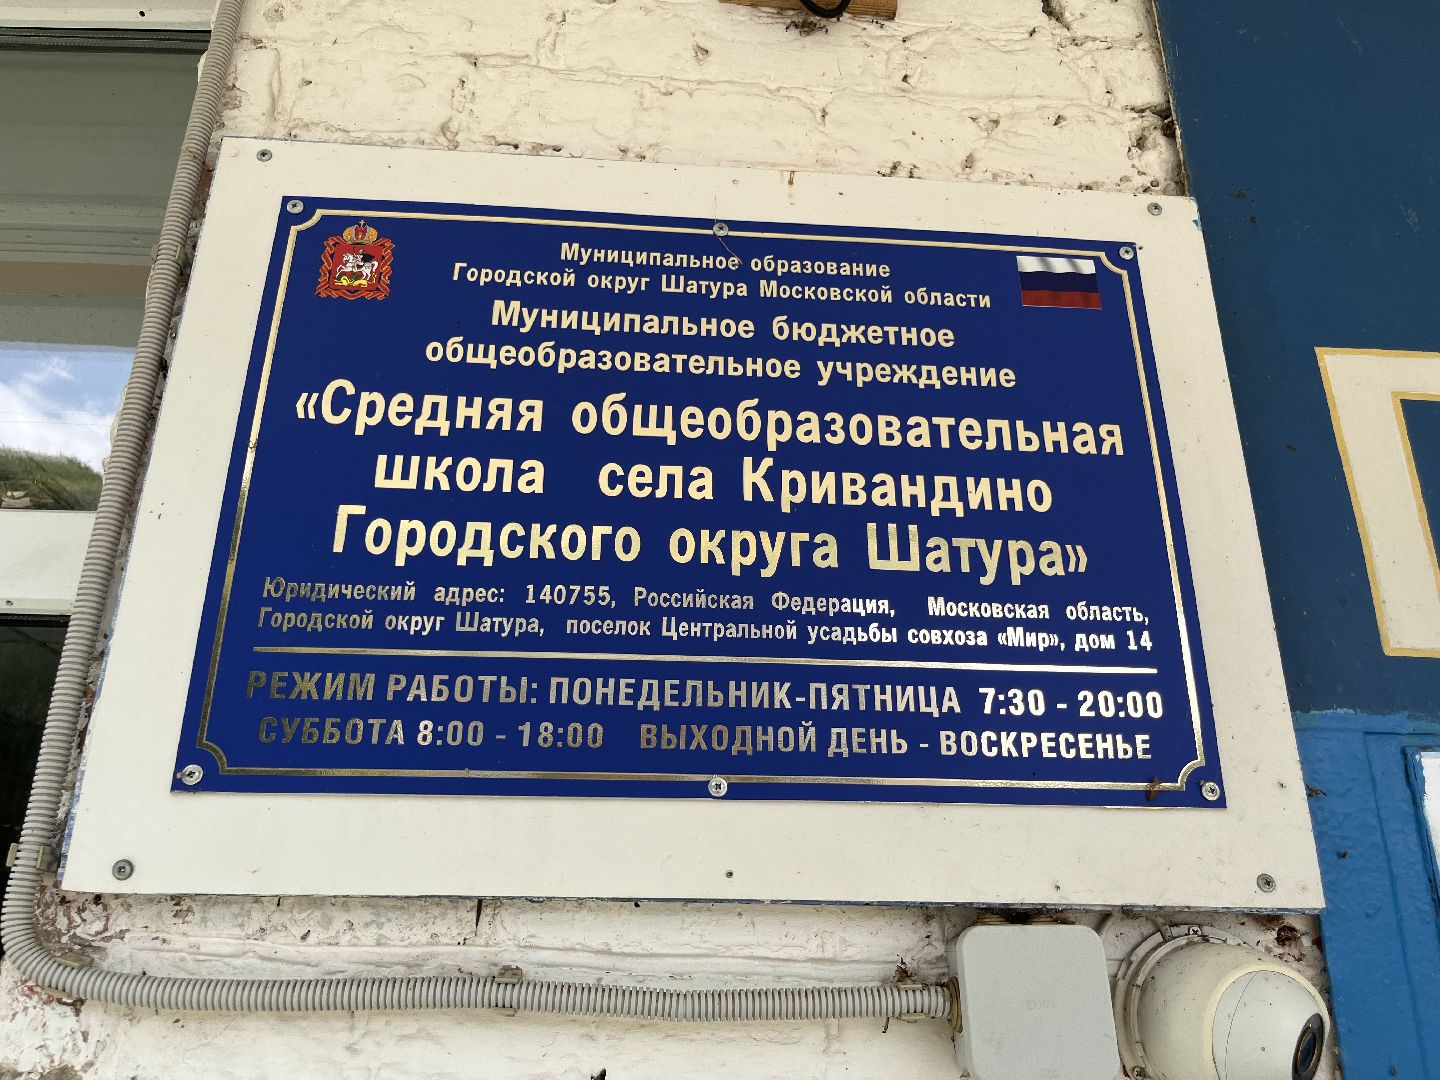 Муниципальное образование
Городской округ Шатура Московской области
Муниципальное бюджетное
общеобразовательное учреждение
«Средняя общеобразовательная
школа села Кривандино
Городского округа Шатура»
Юридический адрес: 140755, Российская Федерация, Московская область,
Городской округ Шатура, поселок Центральной усадьбы совхоза «Мир», дом 14
РЕЖИМ РАБОТЫ: ПОНЕДЕЛЬНИК-ПЯТНИЦА 7:30 - 20:00
СУББОТА 8:00 - 18:00 ВЫХОДНОЙ ДЕНЬ - ВОСКРЕСЕНЬЕ